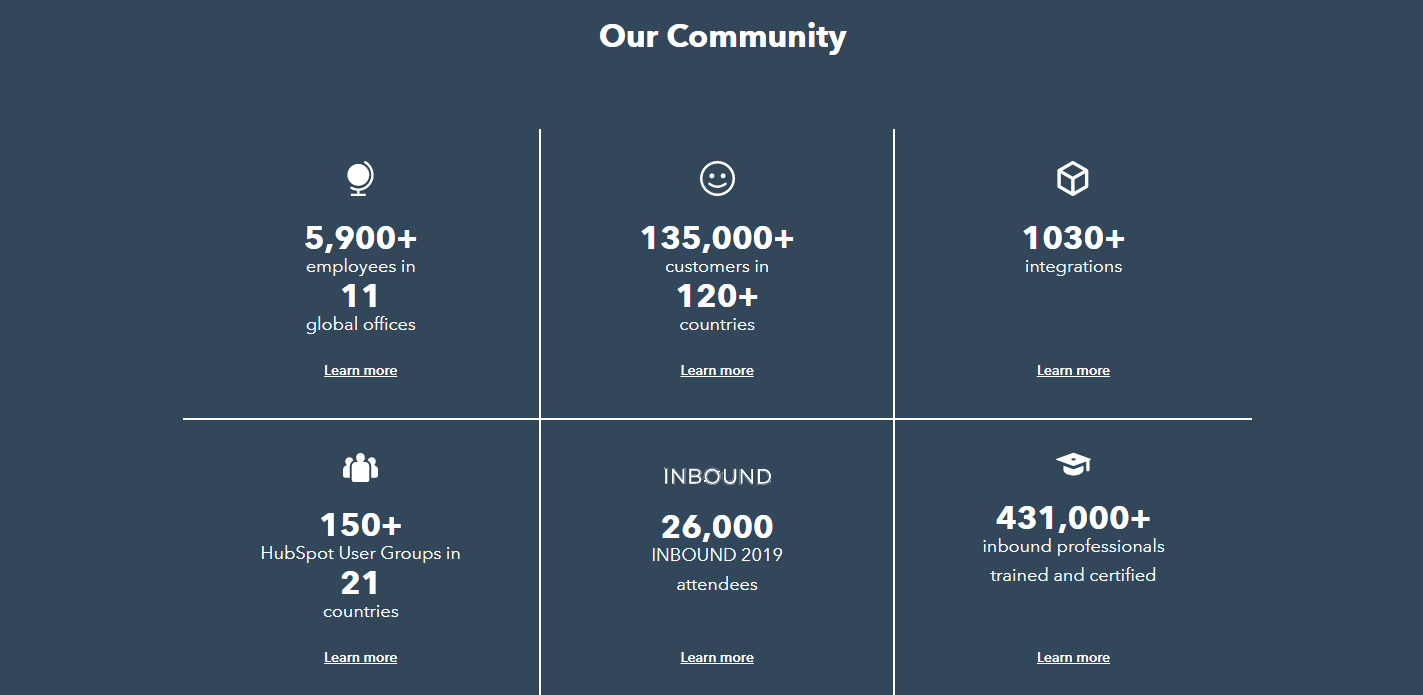 Our Community
5,900+
employees in
11
global offices
Learn more
135,000+
customers in
120+
countries
Learn more
1030+
integrations
Learn more
150+
HubSpot User Groups in
21
countries
Learn more
INBOUND
26,000
INBOUND 2019
attendees
Learn more
431,000+
inbound professionals
trained and certified
Learn more